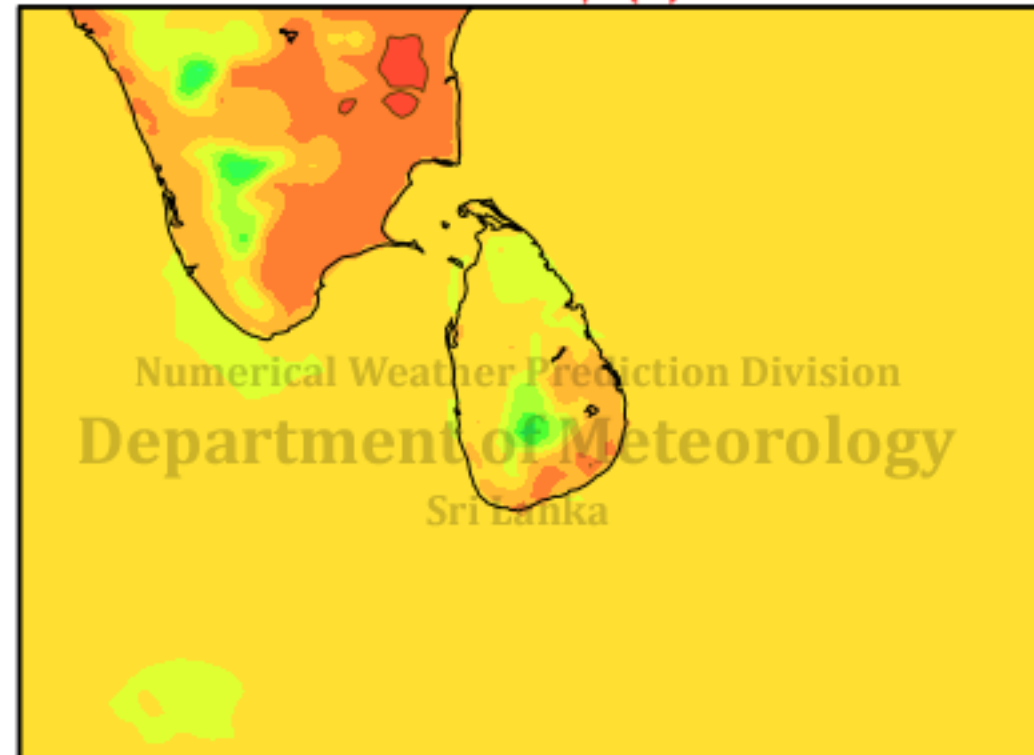 Numerical Weather Prediction Division
Department of Meteorology
Sri Lanka